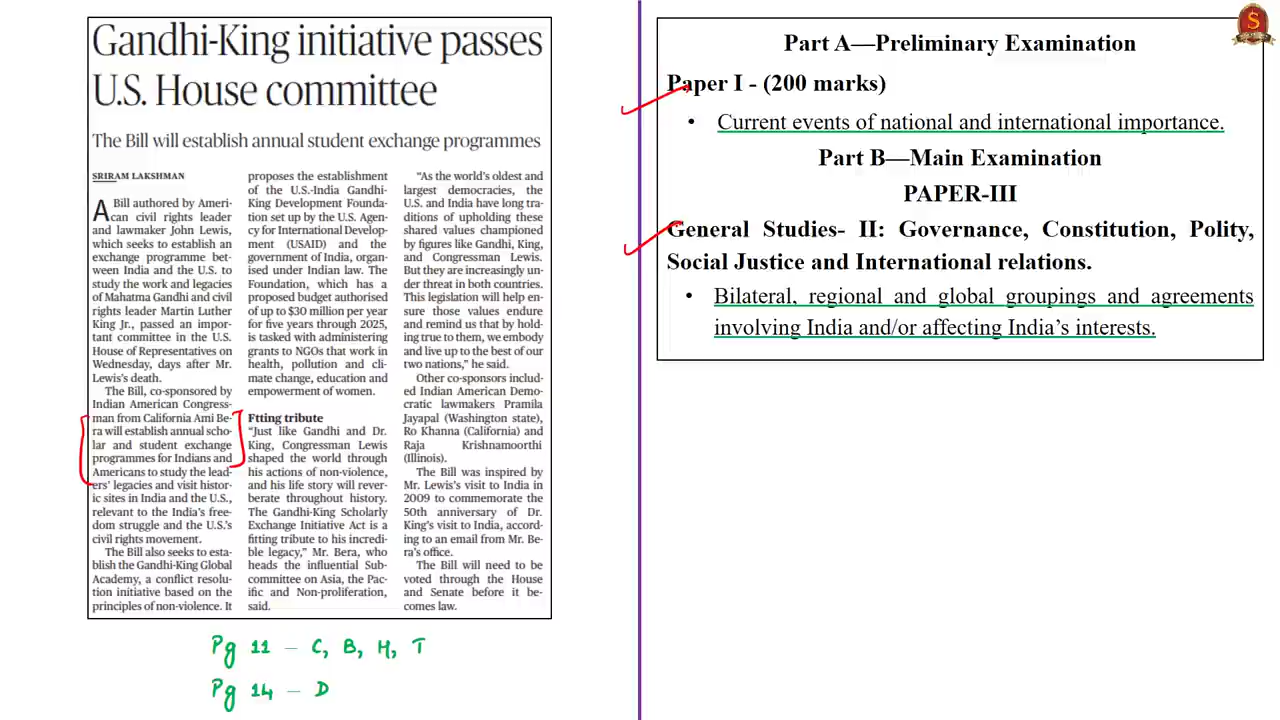 Gandhi-King initiative passes
U.S. House committee
The Bill will establish annual student exchange programmes
SRIRAM LAKSHMAN
A Bill authored by Ameri-
can civil rights leader
and lawmaker John Lewis,
which seeks to establish an
exchange programme bet-
ween India and the U.S. to
study the work and legacies
of Mahatma Gandhi and civil
rights leader Martin Luther
King Jr., passed an impor-
tant committee in the U.S.
House of Representatives on
Wednesday, days after Mr.
Lewis's death.
The Bill, co-sponsored by
Indian American Congress-
man from California Ami Be-
ra will establish annual scho-
lar and student exchange
programmes for Indians and
Americans to study the lead-
ers' legacies and visit histor-
ic sites in India and the U.S.,
relevant to the India's free-
dom struggle and the U.S.'s
civil rights movement.
The Bill also seeks to esta-
blish the Gandhi-King Global
Academy, a conflict resolu-
tion initiative based on the
principles of non-violence. It
proposes the establishment
of the U.S.-India Gandhi-
King Development Founda-
tion set up by the U.S. Agen-
cy for International Develop-
ment (USAID) and the
government of India, organ-
ised under Indian law. The
Foundation, which has a
proposed budget authorised
of up to $30 million per year
for five years through 2025,
is tasked with administering
grants to NGOs that work in
health, pollution and cli-
mate change, education and
empowerment of women.
Ftting tribute
"Just like Gandhi and Dr.
King, Congressman Lewis
shaped the world through
his actions of non-violence,
and his life story will rever-
berate throughout history.
The Gandhi-King Scholarly
Exchange Initiative Act is a
fitting tribute to his incredi-
ble legacy," Mr. Bera, who
heads the influential Sub-
committee on Asia, the Pac-
ific and Non-proliferation,
said.
"As the world's oldest and
largest democracies, the
U.S. and India have long tra-
ditions of upholding these
shared values championed
by figures like Gandhi, King,
and Congressman Lewis.
But they are increasingly un-
der threat in both countries.
This legislation will help en-
sure those values endure
and remind us that by hold-
ing true to them, we embody
and live up to the best of our
two nations," he said.
Other co-sponsors includ-
ed Indian American Demo-
cratic lawmakers Pramila
Jayapal (Washington state),
Ro Khanna (California) and
Raja Krishnamoorthi
(Illinois).
The Bill was inspired by
Mr. Lewis's visit to India in
2009 to commemorate the
50th anniversary of Dr.
King's visit to India, accord-
ing to an email from Mr. Be-
ra's office.
The Bill will need to be
voted through the House
and Senate before it be-
comes law.
Pg 11 – C, B, H, T
Pg 14 – D
Part A—Preliminary Examination
Paper I - (200 marks)
• Current events of national and international importance.
Part B—Main Examination
PAPER-III
General Studies- II: Governance, Constitution, Polity,
Social Justice and International relations.
• Bilateral, regional and global groupings and agreements
involving India and/or affecting India's interests.
S